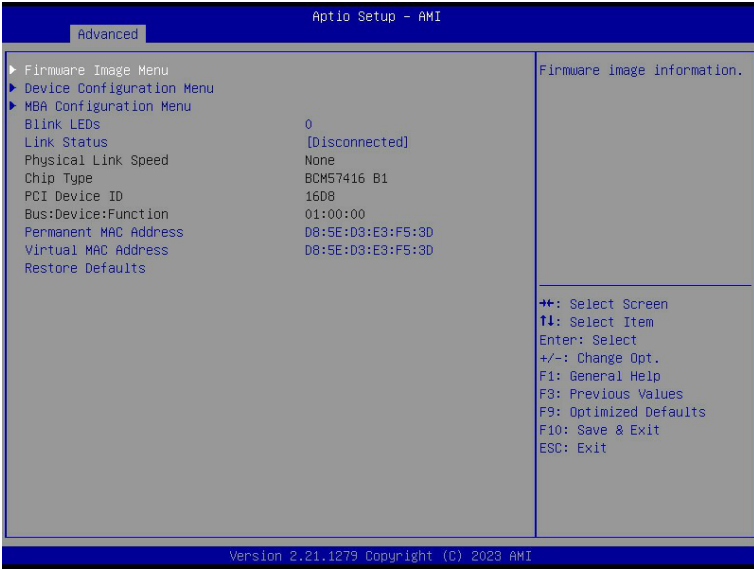 Aptio Setup – AMI
Advanced
Firmware Image Menu
Device Configuration Menu
MBA Configuration Menu
Blink LEDs 0
Link Status [Disconnected]
Physical Link Speed None
Chip Type BCM57416 B1
PCI Device ID 16D8
Bus:Device:Function 01:00:00
Permanent MAC Address D8:5E:D3:E3:F5:3D
Virtual MAC Address D8:5E:D3:E3:F5:3D
Restore Defaults
Firmware image information.
→←: Select Screen
↑↓: Select Item
Enter: Select
+/-: Change Opt.
F1: General Help
F3: Previous Values
F9: Optimized Defaults
F10: Save & Exit
ESC: Exit
Version 2.21.1279 Copyright (C) 2023 AMI